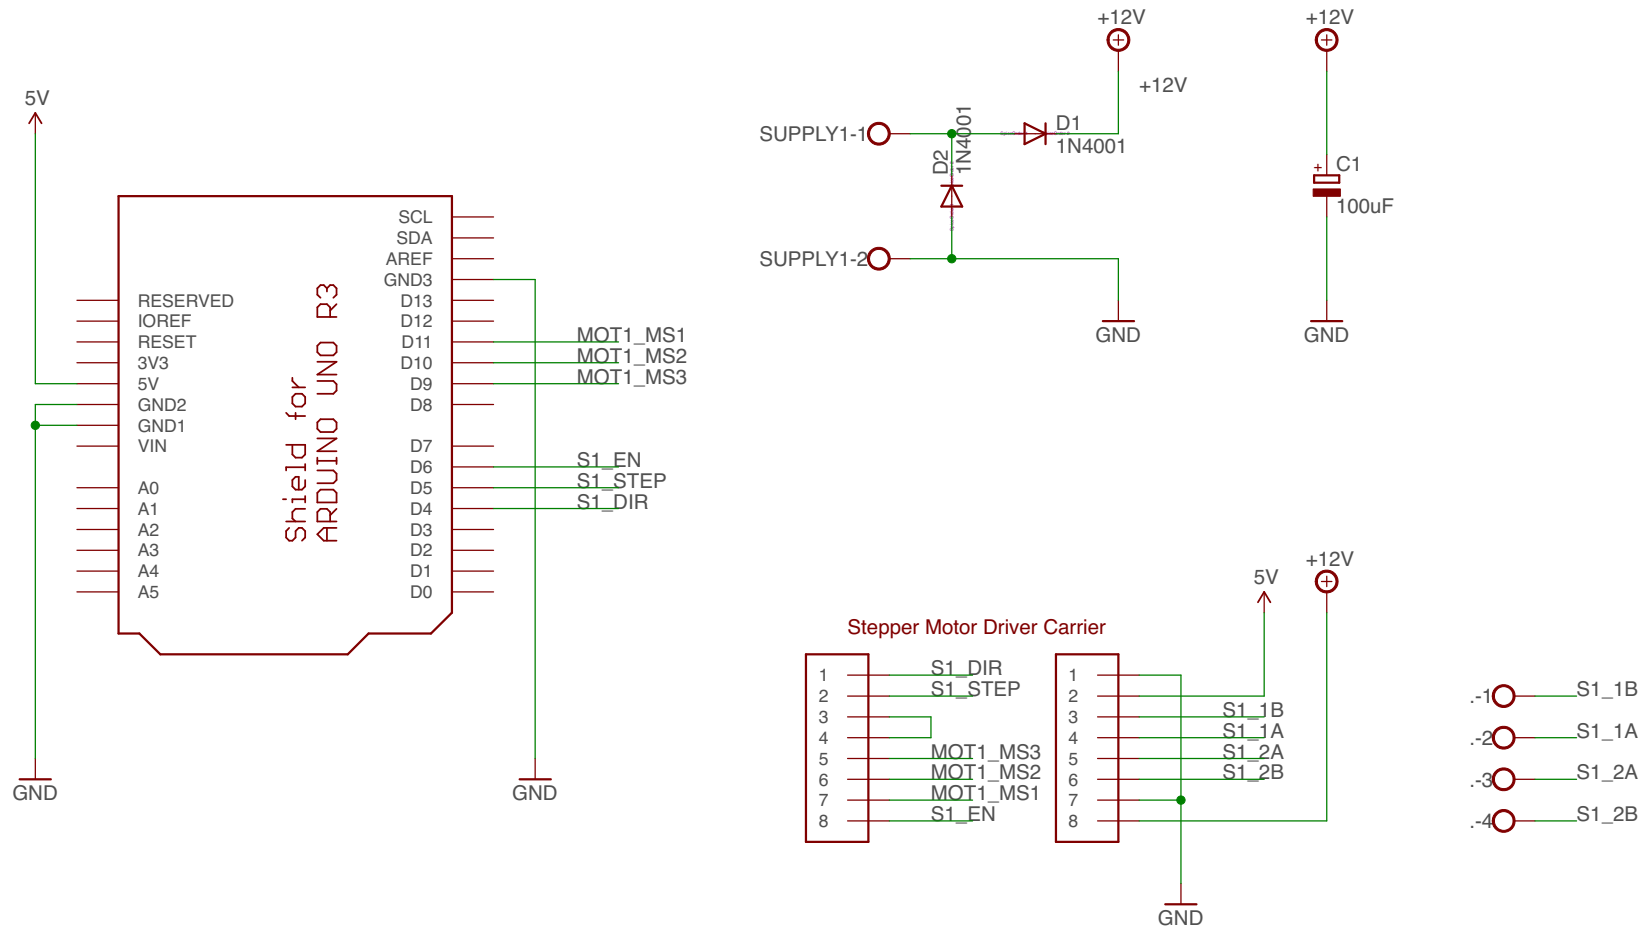 5V
SCL
SDA
AREF
GND3
RESERVED
D13
IOREF
D12
RESET
D11
MOT1_MS1
3V3
D10
MOT1_MS2
5V
D9
MOT1_MS3
GND2
D8
GND1
VIN
D7
D6
S1_EN
A0
D5
S1_STEP
A1
D4
S1_DIR
A2
D3
A3
D2
A4
D1
A5
D0
Shield for
ARDUINO UNO R3
GND
GND
+12V
+12V
SUPPLY1-1
D1
1N4001
D2
1N4001
SUPPLY1-2
GND
+12V
+
C1
100uF
GND
Stepper Motor Driver Carrier
1
S1_DIR
2
S1_STEP
3
4
5
MOT1_MS3
6
MOT1_MS2
7
MOT1_MS1
8
S1_EN
5V
+12V
1
2
3
S1_1B
4
S1_1A
5
S1_2A
6
S1_2B
7
8
GND
.-1
S1_1B
.-2
S1_1A
.-3
S1_2A
.-4
S1_2B